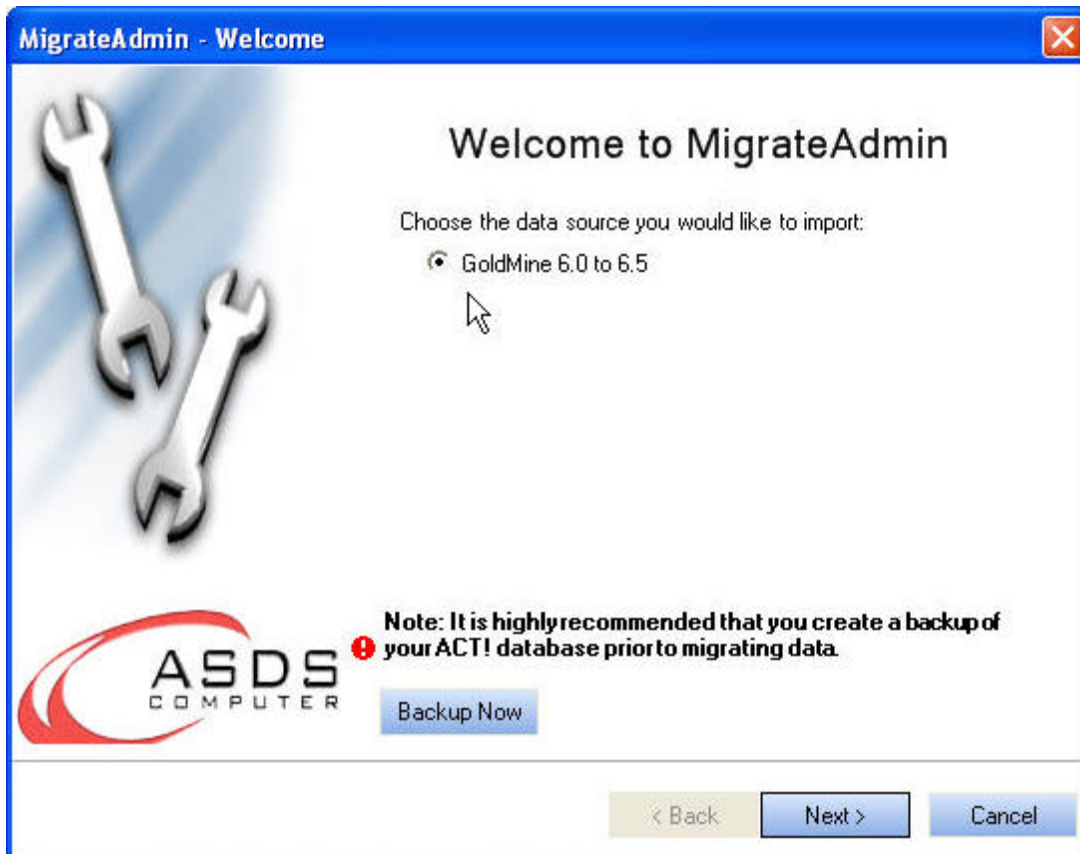 MigrateAdmin - Welcome
Welcome to MigrateAdmin
Choose the data source you would like to import:
GoldMine 6.0 to 6.5
Note: It is highly recommended that you create a backup of
your ACT! database prior to migrating data.
ASDS
COMPUTER
Backup Now
< Back
Next >
Cancel